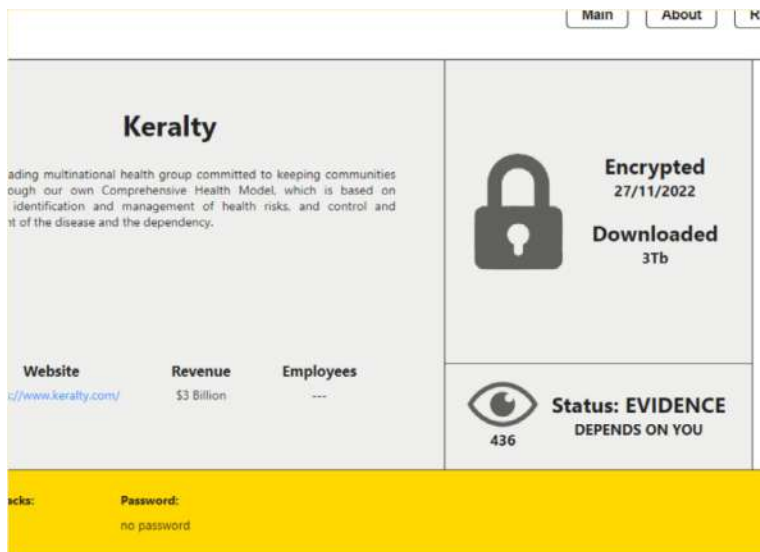 Main About R
Keralty
ading multinational health group committed to keeping communities
ough our own Comprehensive Health Model, which is based on
identification and management of health risks, and control and
nt of the disease and the dependency.
Website Revenue Employees
s://www.keralty.com/ $3 Billion ---
Encrypted
27/11/2022
Downloaded
3Tb
436
Status: EVIDENCE
DEPENDS ON YOU
acks: Password:
no password